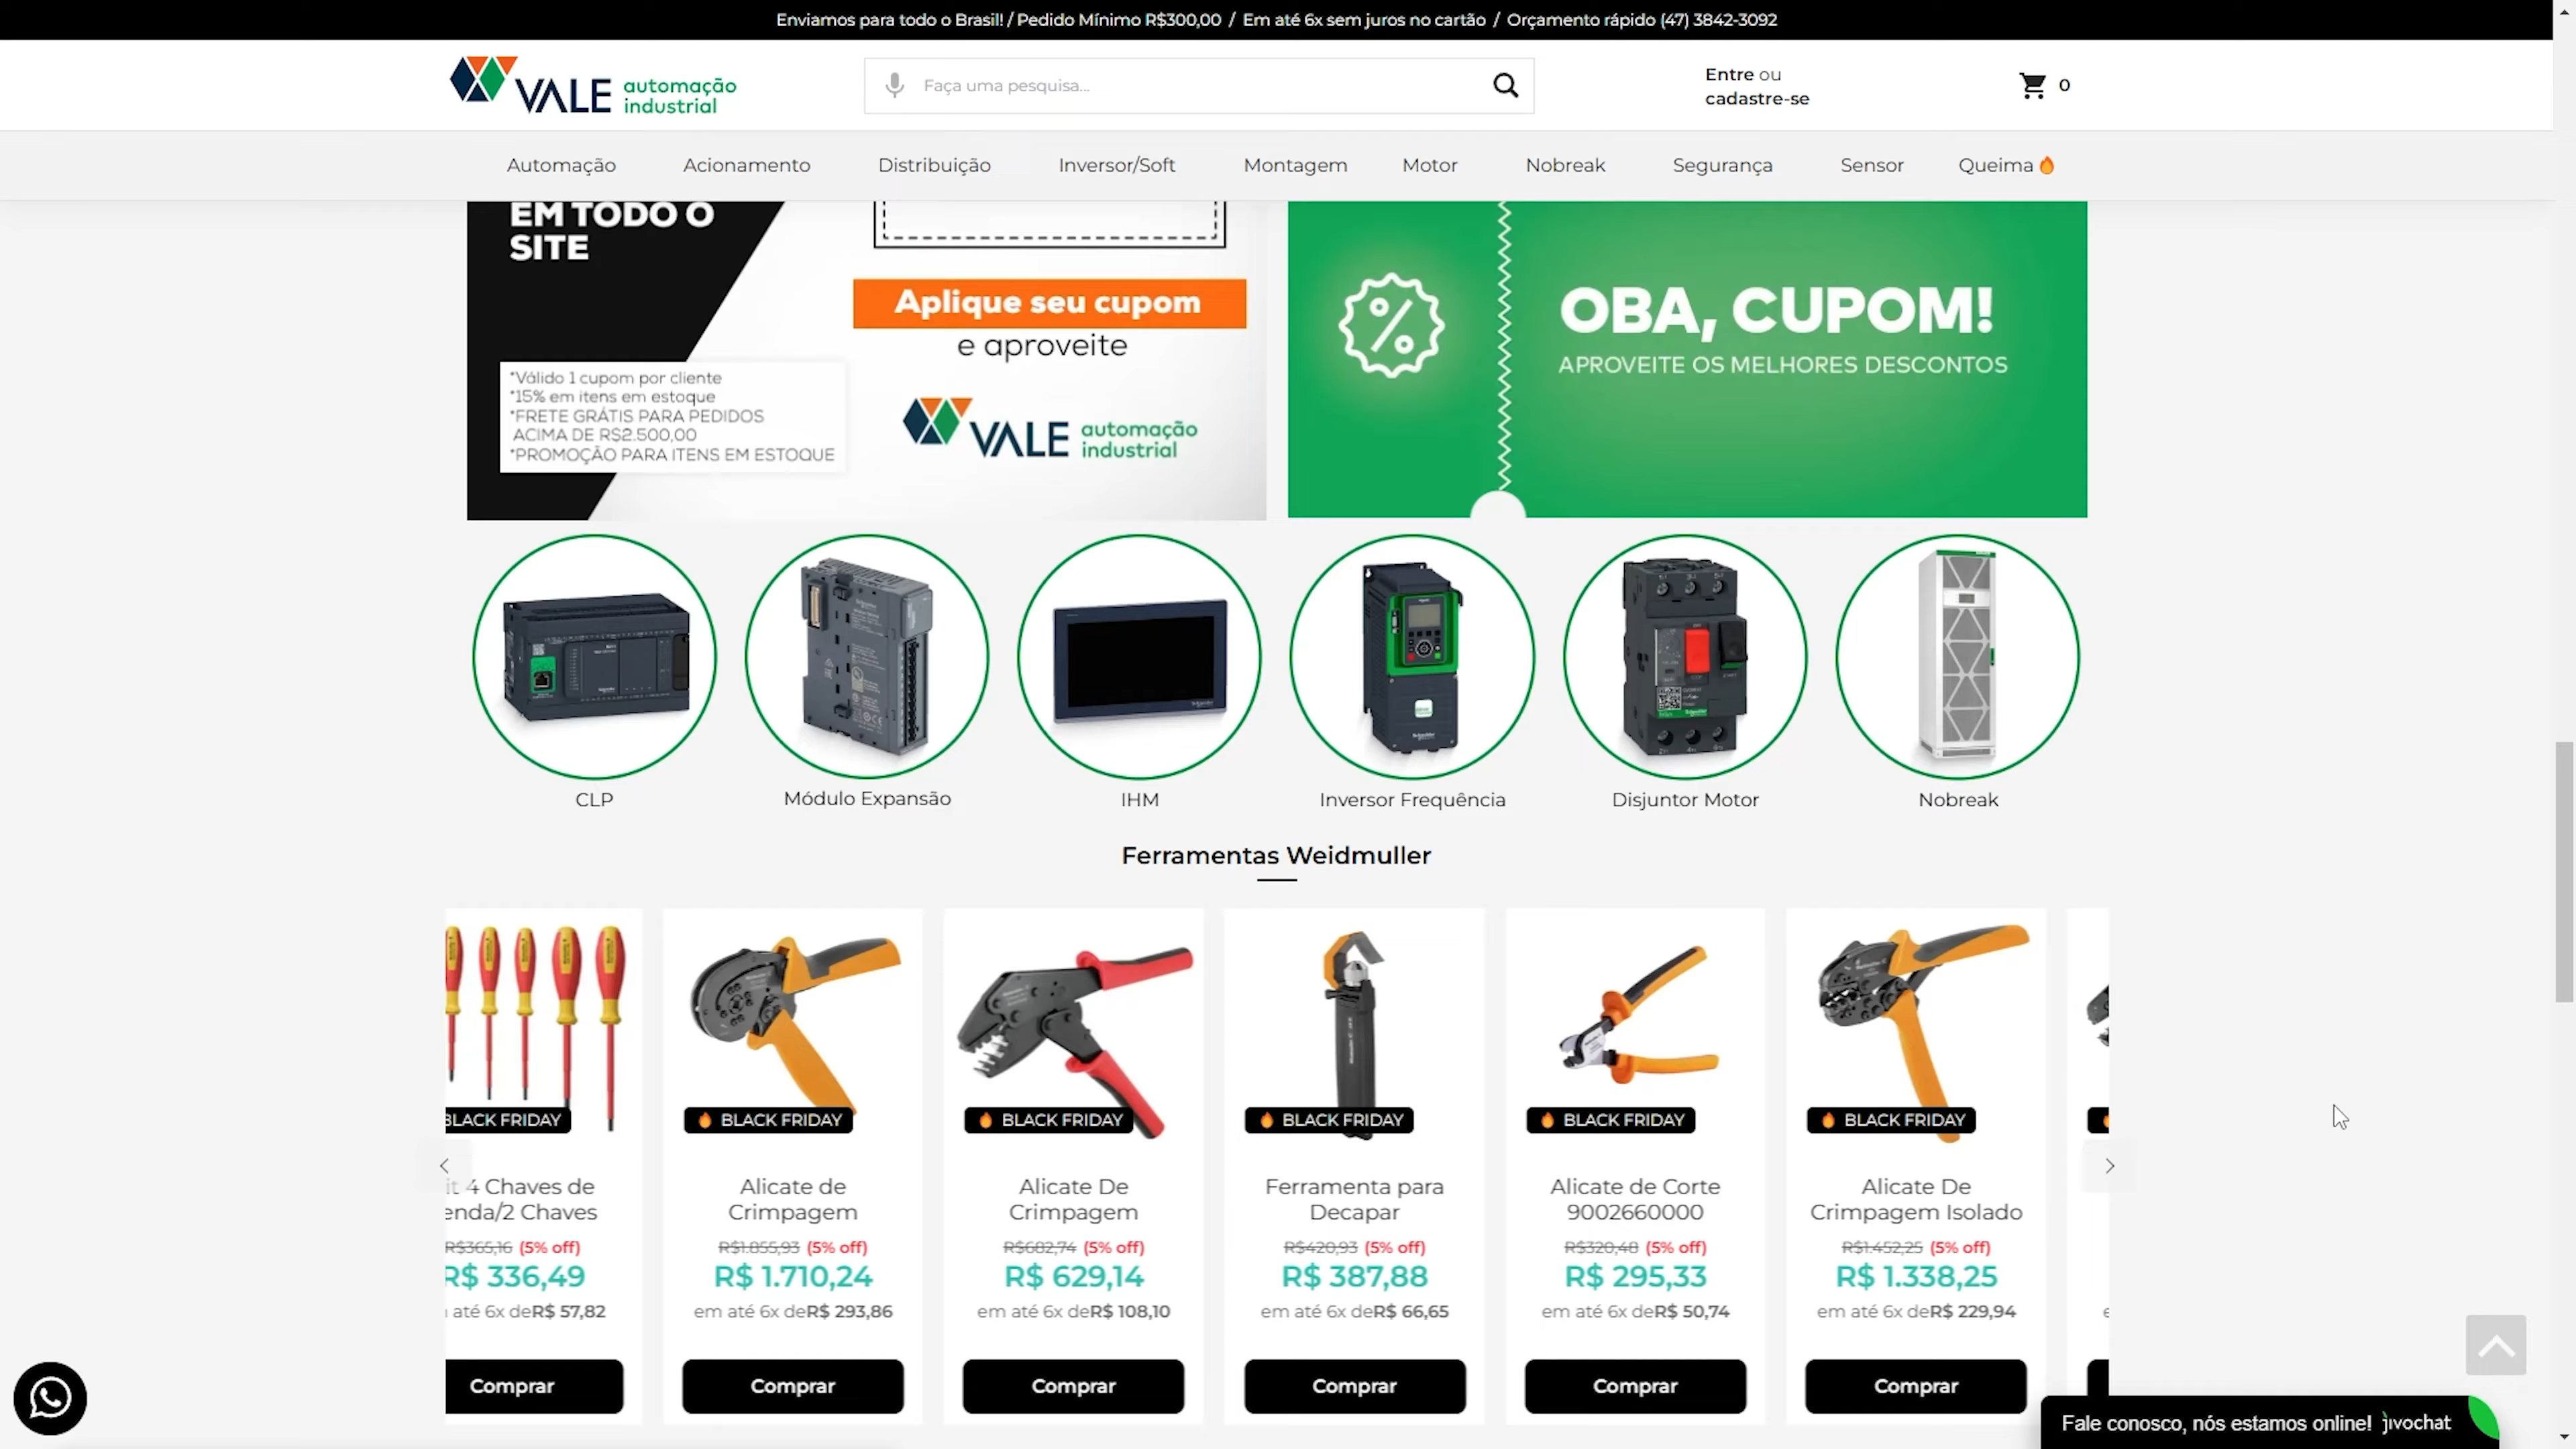 Enviamos para todo o Brasil! / Pedido Mínimo R$300,00 / Em até 6x sem juros no cartão / Orçamento rápido (47) 3842-3092
VALE automação industrial
Faça uma pesquisa...
Entre ou
cadastre-se
0
Automação Acionamento Distribuição Inversor/Soft Montagem Motor Nobreak Segurança Sensor Queima
EM TODO O
SITE
Aplique seu cupom
e aproveite
*Válido 1 cupom por cliente
*15% em itens em estoque
*FRETE GRÁTIS PARA PEDIDOS
ACIMA DE R$2.500,00
*PROMOÇÃO PARA ITENS EM ESTOQUE
VALE automação industrial
%
OBA, CUPOM!
APROVEITE OS MELHORES DESCONTOS
CLP
Módulo Expansão
IHM
Inversor Frequência
Disjuntor Motor
Nobreak
Ferramentas Weidmuller
BLACK FRIDAY
it 4 Chaves de
enda/2 Chaves
R$365,16 (5% off)
R$ 336,49
até 6x deR$ 57,82
Comprar
BLACK FRIDAY
Alicate de
Crimpagem
R$1.855,93 (5% off)
R$ 1.710,24
em até 6x deR$ 293,86
Comprar
BLACK FRIDAY
Alicate De
Crimpagem
R$682,74 (5% off)
R$ 629,14
em até 6x deR$ 108,10
Comprar
BLACK FRIDAY
Ferramenta para
Decapar
R$420,93 (5% off)
R$ 387,88
em até 6x deR$ 66,65
Comprar
BLACK FRIDAY
Alicate de Corte
9002660000
R$320,48 (5% off)
R$ 295,33
em até 6x deR$ 50,74
Comprar
BLACK FRIDAY
Alicate De
Crimpagem Isolado
R$1.452,25 (5% off)
R$ 1.338,25
em até 6x deR$ 229,94
Comprar
Fale conosco, nós estamos online! jivochat